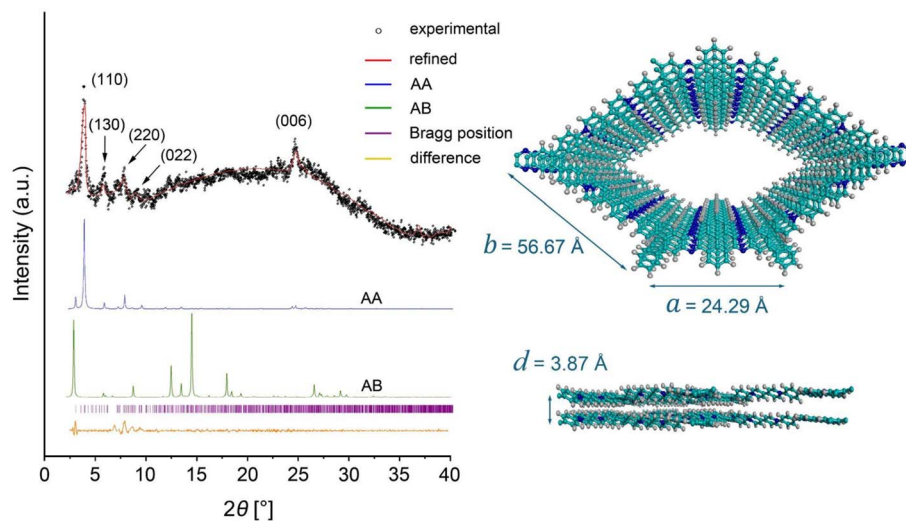 experimental
refined
AA
AB
Bragg position
difference
(110)
(130)
(220)
(022)
(006)
Intensity (a.u.)
AA
AB
0 5 10 15 20 25 30 35 40
2θ [°]
b = 56.67 Å
a = 24.29 Å
d = 3.87 Å